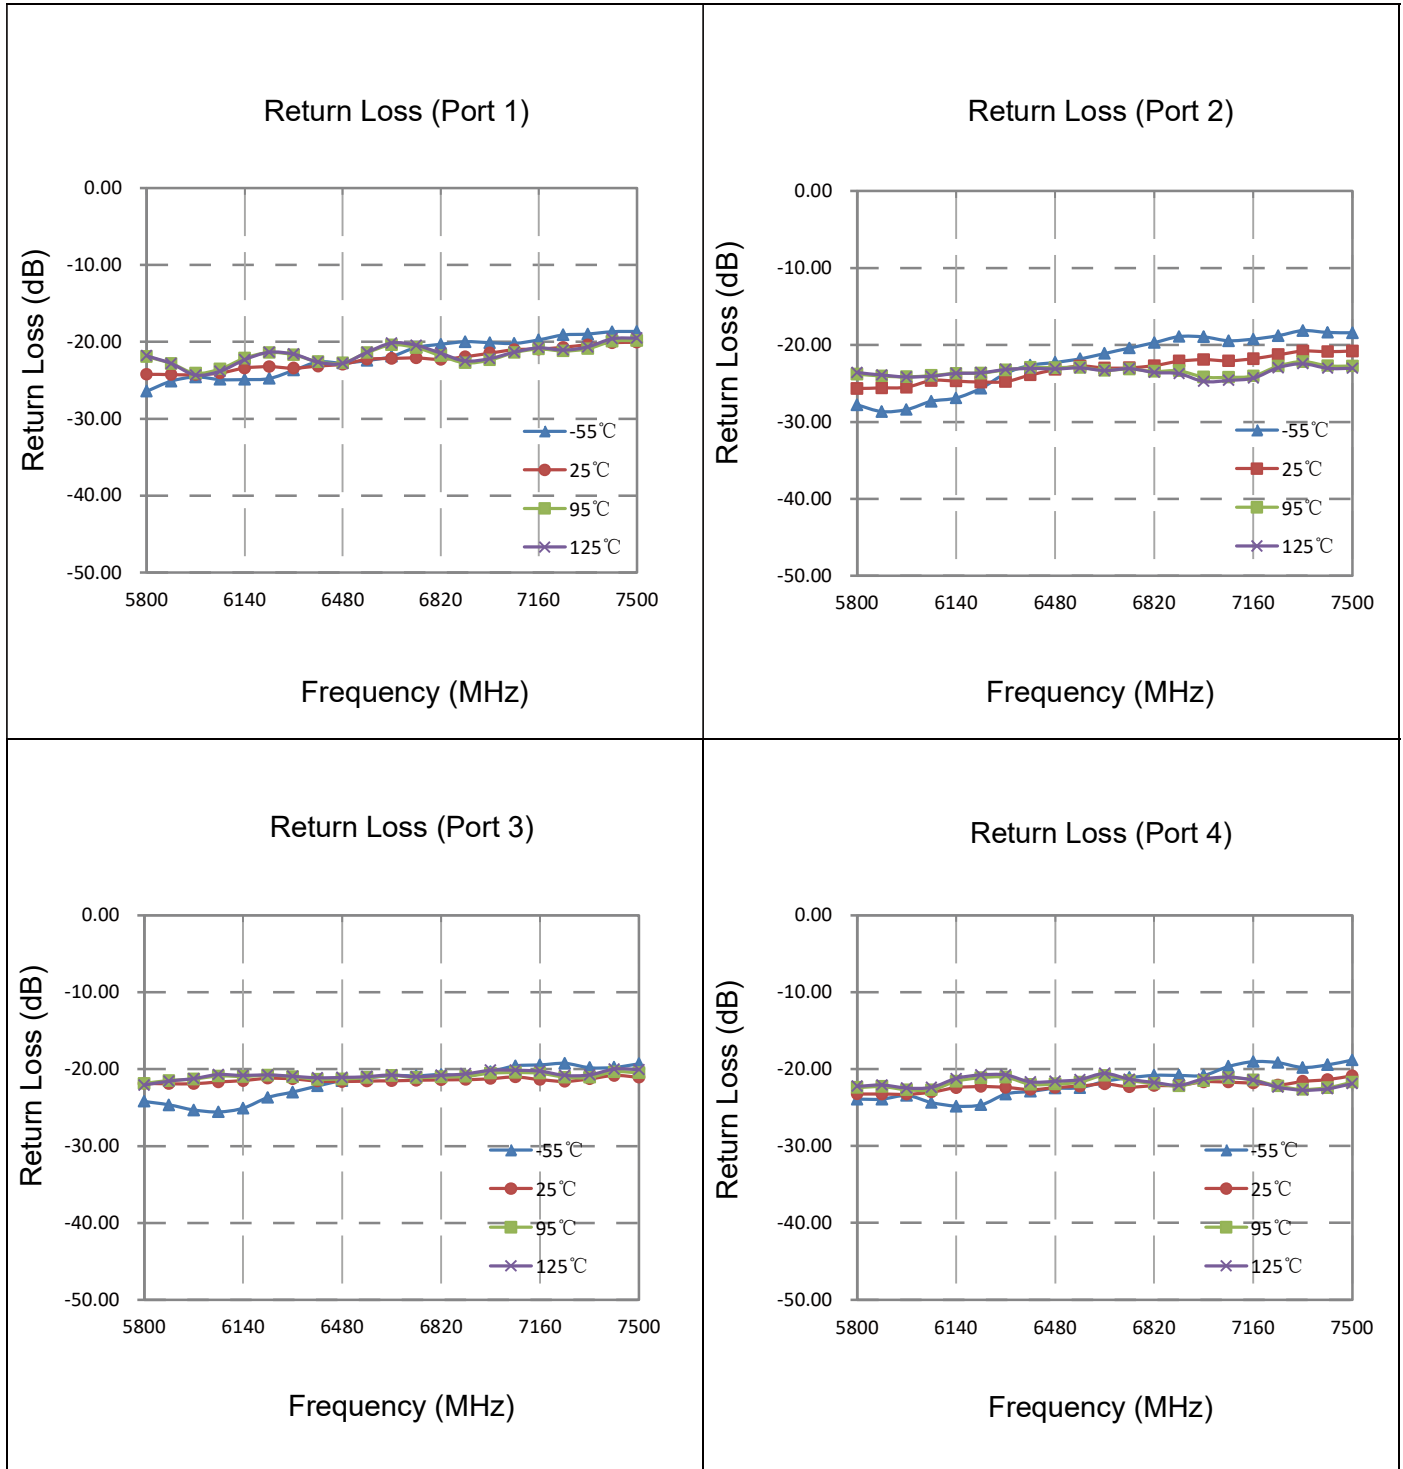 Return Loss (Port 1)
Return Loss (dB)
0.00
-10.00
-20.00
-30.00
-40.00
-50.00
-55℃
25℃
95℃
125℃
5800 6140 6480 6820 7160 7500
Frequency (MHz)
Return Loss (Port 2)
Return Loss (dB)
0.00
-10.00
-20.00
-30.00
-40.00
-50.00
-55℃
25℃
95℃
125℃
5800 6140 6480 6820 7160 7500
Frequency (MHz)
Return Loss (Port 3)
Return Loss (dB)
0.00
-10.00
-20.00
-30.00
-40.00
-50.00
-55℃
25℃
95℃
125℃
5800 6140 6480 6820 7160 7500
Frequency (MHz)
Return Loss (Port 4)
Return Loss (dB)
0.00
-10.00
-20.00
-30.00
-40.00
-50.00
-55℃
25℃
95℃
125℃
5800 6140 6480 6820 7160 7500
Frequency (MHz)